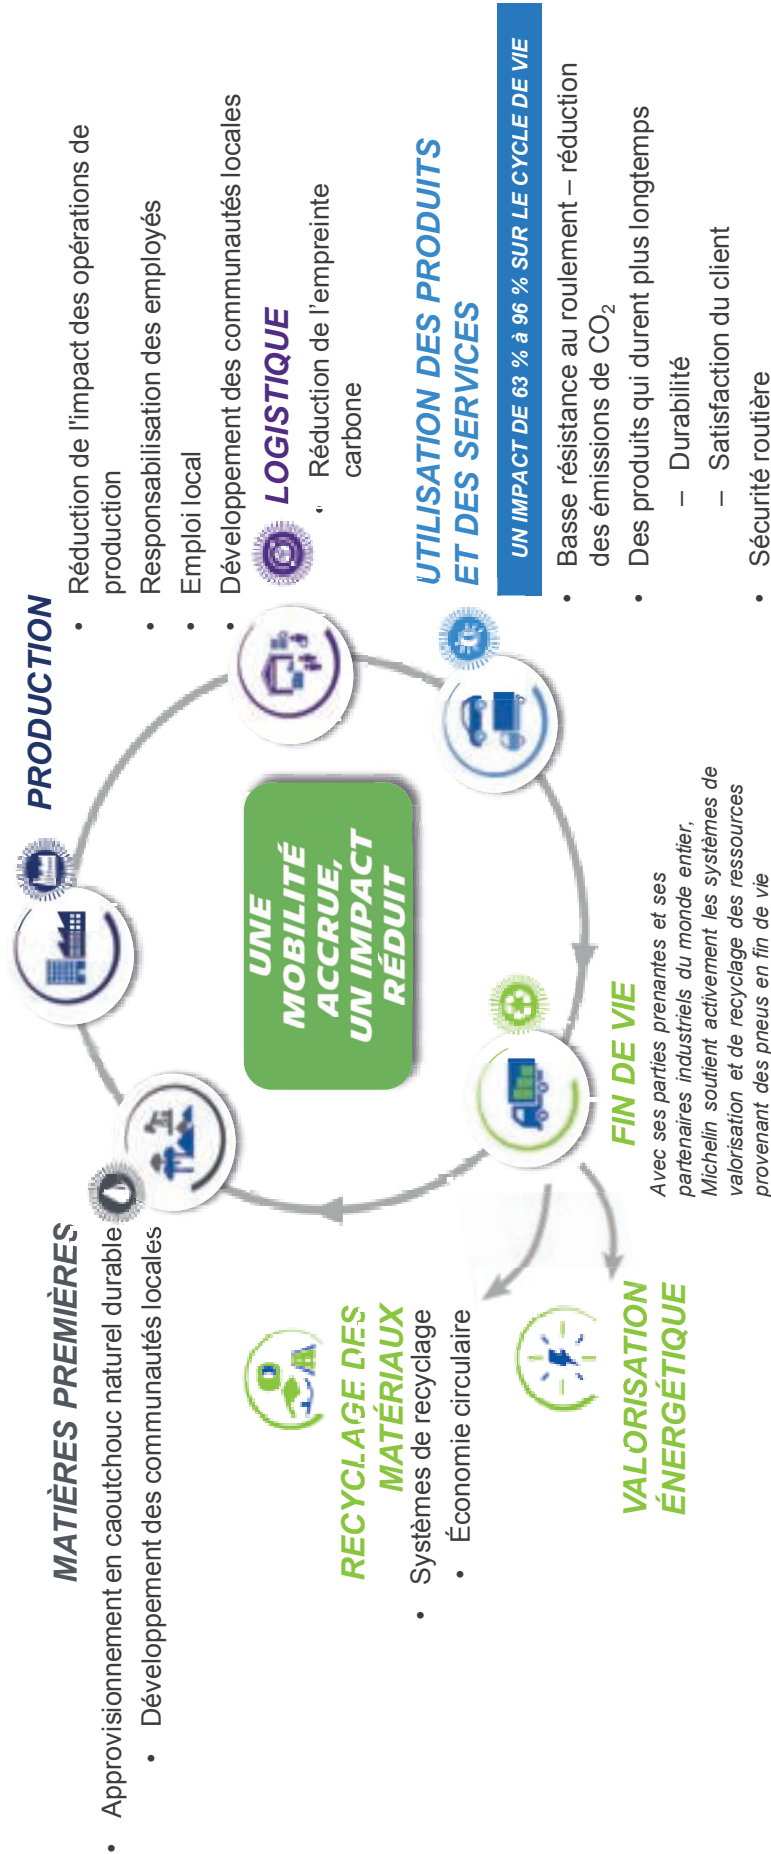 MATIÈRES PREMIÈRES
• Approvisionnement en caoutchouc naturel durable
• Développement des communautés locales
PRODUCTION
• Réduction de l'impact des opérations de
production
• Responsabilisation des employés
• Emploi local
• Développement des communautés locales
LOGISTIQUE
• Réduction de l'empreinte
carbone
UTILISATION DES PRODUITS
ET DES SERVICES
UN IMPACT DE 63 % à 96 % SUR LE CYCLE DE VIE
• Basse résistance au roulement – réduction
des émissions de CO₂
• Des produits qui durent plus longtemps
– Durabilité
– Satisfaction du client
• Sécurité routière
UNE
MOBILITÉ
ACCRUE,
UN IMPACT
RÉDUIT
FIN DE VIE
Avec ses parties prenantes et ses
partenaires industriels du monde entier,
Michelin soutient activement les systèmes de
valorisation et de recyclage des ressources
provenant des pneus en fin de vie
RECYCLAGE DES
MATÉRIAUX
• Systèmes de recyclage
• Économie circulaire
VALORISATION
ÉNERGÉTIQUE